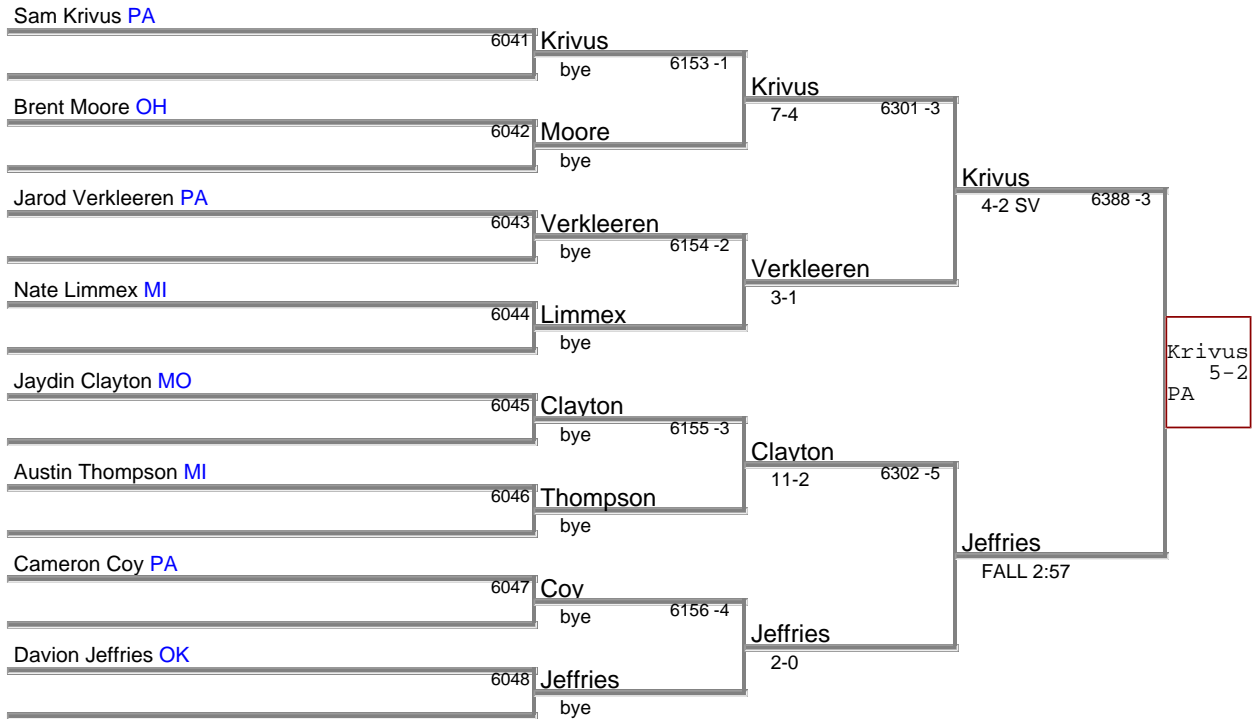 Sam Krivus PA
6041 Krivus
bye 6153 -1
Krivus
7-4 6301 -3
Brent Moore OH
6042 Moore
bye
Krivus
4-2 SV 6388 -3
Jarod Verkleeren PA
6043 Verkleeren
bye 6154 -2
Verkleeren
3-1
Nate Limmex MI
6044 Limmex
bye
Krivus
5-2
PA
Jaydin Clayton MO
6045 Clayton
bye 6155 -3
Clayton
11-2 6302 -5
Austin Thompson MI
6046 Thompson
bye
Jeffries
FALL 2:57
Cameron Coy PA
6047 Coy
bye 6156 -4
Jeffries
2-0
Davion Jeffries OK
6048 Jeffries
bye